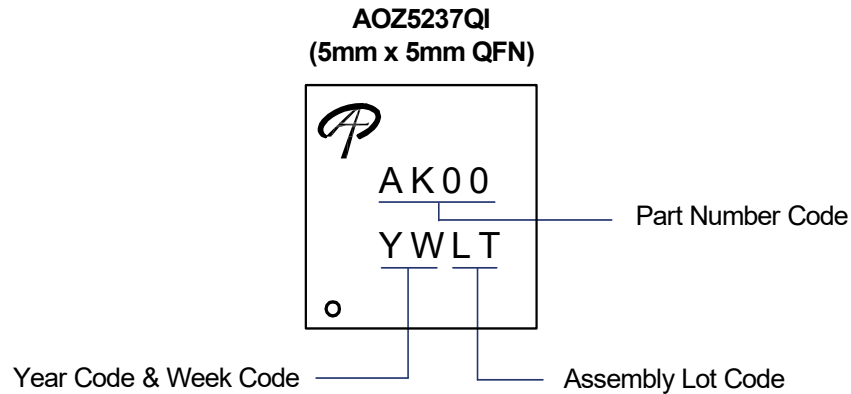 AOZ5237QI
(5mm x 5mm QFN)
AK00
Part Number Code
YWLT
Year Code & Week Code
Assembly Lot Code